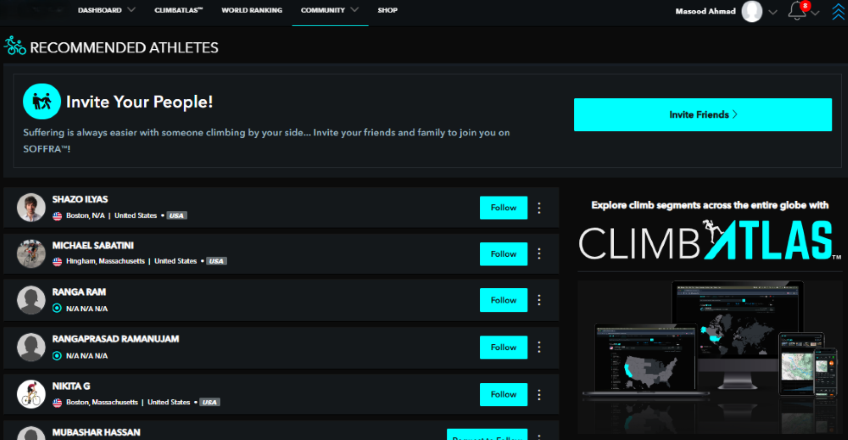 DASHBOARD
CLIMBATLAS™
WORLD RANKING
COMMUNITY
SHOP
Masood Ahmad
8
RECOMMENDED ATHLETES
Invite Your People!
Suffering is always easier with someone climbing by your side... Invite your friends and family to join you on
SOFFRA™!
Invite Friends
SHAZO ILYAS
Boston, N/A | United States • USA
Follow
MICHAEL SABATINI
Hingham, Massachusetts | United States • USA
Follow
RANGA RAM
N/A N/A N/A
Follow
RANGAPRASAD RAMANUJAM
N/A N/A N/A
Follow
NIKITA G
Boston, Massachusetts | United States • USA
Follow
MUBASHAR HASSAN
Request to Follow
Explore climb segments across the entire globe with
CLIMBATLAS™